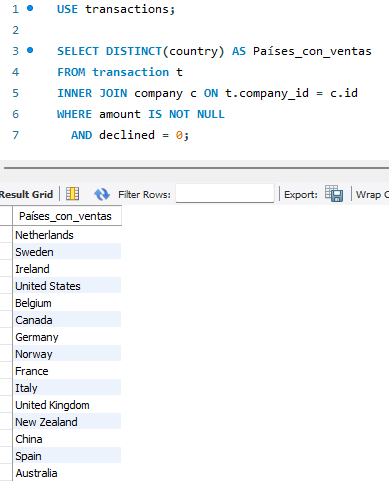 1 USE transactions;
2
3 SELECT DISTINCT(country) AS Países_con_ventas
4 FROM transaction t
5 INNER JOIN company c ON t.company_id = c.id
6 WHERE amount IS NOT NULL
7 AND declined = 0;
Result Grid Filter Rows: Export: Wrap C
Países_con_ventas
Netherlands
Sweden
Ireland
United States
Belgium
Canada
Germany
Norway
France
Italy
United Kingdom
New Zealand
China
Spain
Australia